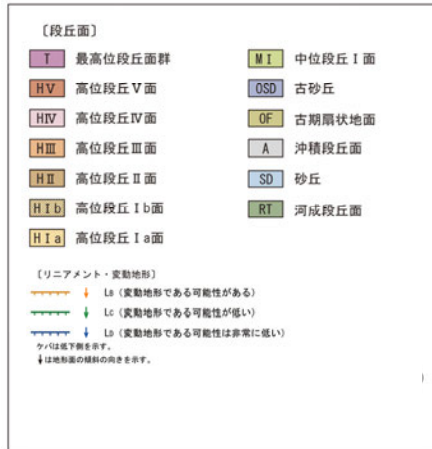 〔段丘面〕
T 最高位段丘面群
HⅤ 高位段丘Ⅴ面
HⅣ 高位段丘Ⅳ面
HⅢ 高位段丘Ⅲ面
HⅡ 高位段丘Ⅱ面
HⅠb 高位段丘Ⅰb面
HⅠa 高位段丘Ⅰa面
MⅠ 中位段丘Ⅰ面
OSD 古砂丘
OF 古期扇状地面
A 沖積段丘面
SD 砂丘
RT 河成段丘面
〔リニアメント・変動地形〕
LB（変動地形である可能性がある）
LC（変動地形である可能性が低い）
LD（変動地形である可能性は非常に低い）
ケバは低下側を示す。
↓は地形面の傾斜の向きを示す。
)